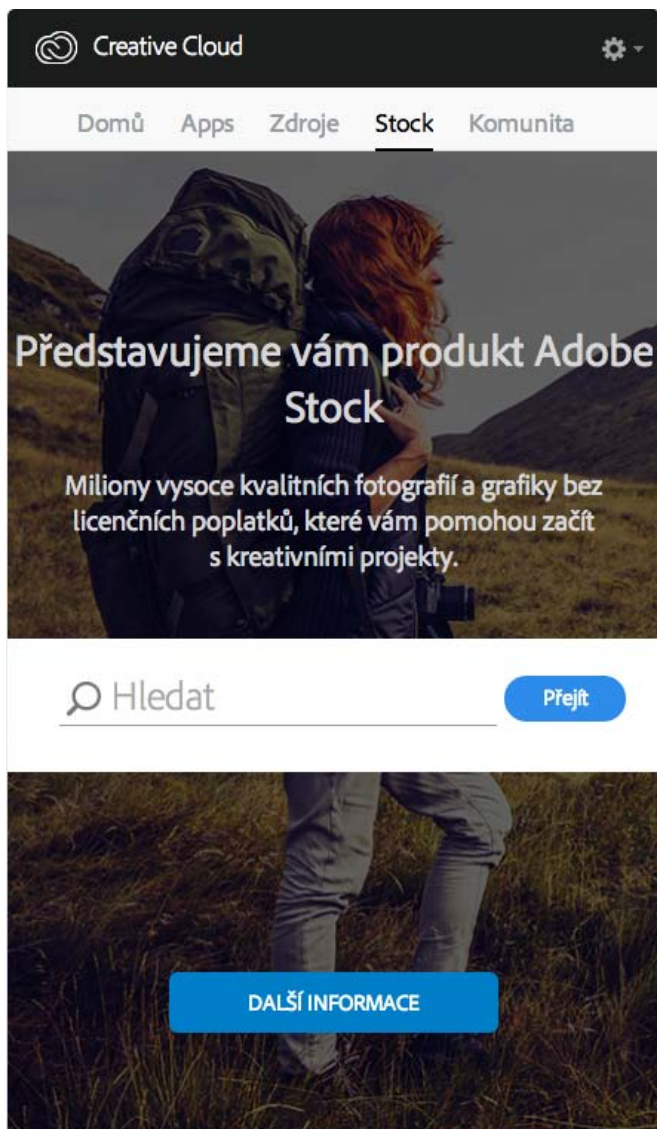 Creative Cloud
Domů Apps Zdroje Stock Komunita
Představujeme vám produkt Adobe
Stock
Miliony vysoce kvalitních fotografií a grafiky bez
licenčních poplatků, které vám pomohou začít
s kreativními projekty.
Hledat
Přejít
DALŠÍ INFORMACE